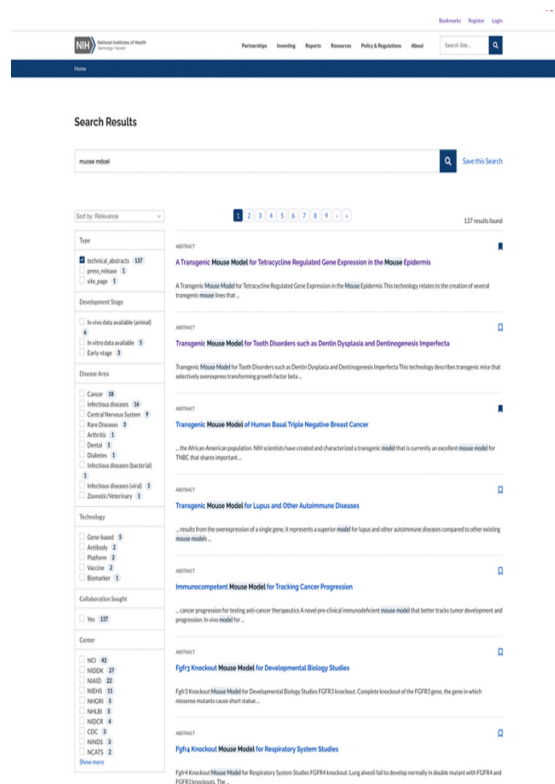 Bookmarks Register Login
NIH National Institutes of Health
Technology Transfer
Partnerships Investing Reports Resources Policy & Regulations About Search Site...
Home
Search Results
muose mdoel Save this Search
Sort by: Relevance
1 2 3 4 5 6 7 8 9 › »
137 results found
Type
technical_abstracts 137
press_release 1
site_page 1
Development Stage
In vivo data available (animal)
6
In vitro data available 5
Early-stage 3
Disease Area
Cancer 18
Infectious diseases 16
Central Nervous System 9
Rare Diseases 3
Arthritis 1
Dental 1
Diabetes 1
Infectious diseases (bacterial)
1
Infectious diseases (viral) 1
Zoonotic/Veterinary 1
Technology
Gene-based 5
Antibody 2
Platform 2
Vaccine 2
Biomarker 1
Collaboration Sought
Yes 137
Center
NCI 42
NIDDK 27
NIAID 22
NIEHS 11
NHGRI 5
NHLBI 5
NIDCR 4
CDC 3
NINDS 3
NCATS 2
Show more
ABSTRACT
A Transgenic Mouse Model for Tetracycline Regulated Gene Expression in the Mouse Epidermis
A Transgenic Mouse Model for Tetracycline Regulated Gene Expression in the Mouse Epidermis This technology relates to the creation of several
transgenic mouse lines that ...
ABSTRACT
Transgenic Mouse Model for Tooth Disorders such as Dentin Dysplasia and Dentinogenesis Imperfecta
Transgenic Mouse Model for Tooth Disorders such as Dentin Dysplasia and Dentinogenesis Imperfecta This technology describes transgenic mice that
selectively overexpress transforming growth factor beta ...
ABSTRACT
Transgenic Mouse Model of Human Basal Triple Negative Breast Cancer
... the African-American population. NIH scientists have created and characterized a transgenic model that is currently an excellent mouse model for
TNBC that shares important ...
ABSTRACT
Transgenic Mouse Model for Lupus and Other Autoimmune Diseases
... results from the overexpression of a single gene, it represents a superior model for lupus and other autoimmune diseases compared to other existing
mouse models ...
ABSTRACT
Immunocompetent Mouse Model for Tracking Cancer Progression
... cancer progression for testing anti-cancer therapeutics A novel pre-clinical immunodeficient mouse model that better tracks tumor development and
progression. In vivo model for ...
ABSTRACT
Fgfr3 Knockout Mouse Model for Developmental Biology Studies
Fgfr3 Knockout Mouse Model for Developmental Biology Studies FGFR3 knockout. Complete knockout of the FGFR3 gene, the gene in which
missense mutants cause short statue ...
ABSTRACT
Fgfr4 Knockout Mouse Model for Respiratory System Studies
Fgfr4 Knockout Mouse Model for Respiratory System Studies FGFR4 knockout. Lung alveoli fail to develop normally in double mutant with FGFR4 and
FGFR3 knockouts. The ...